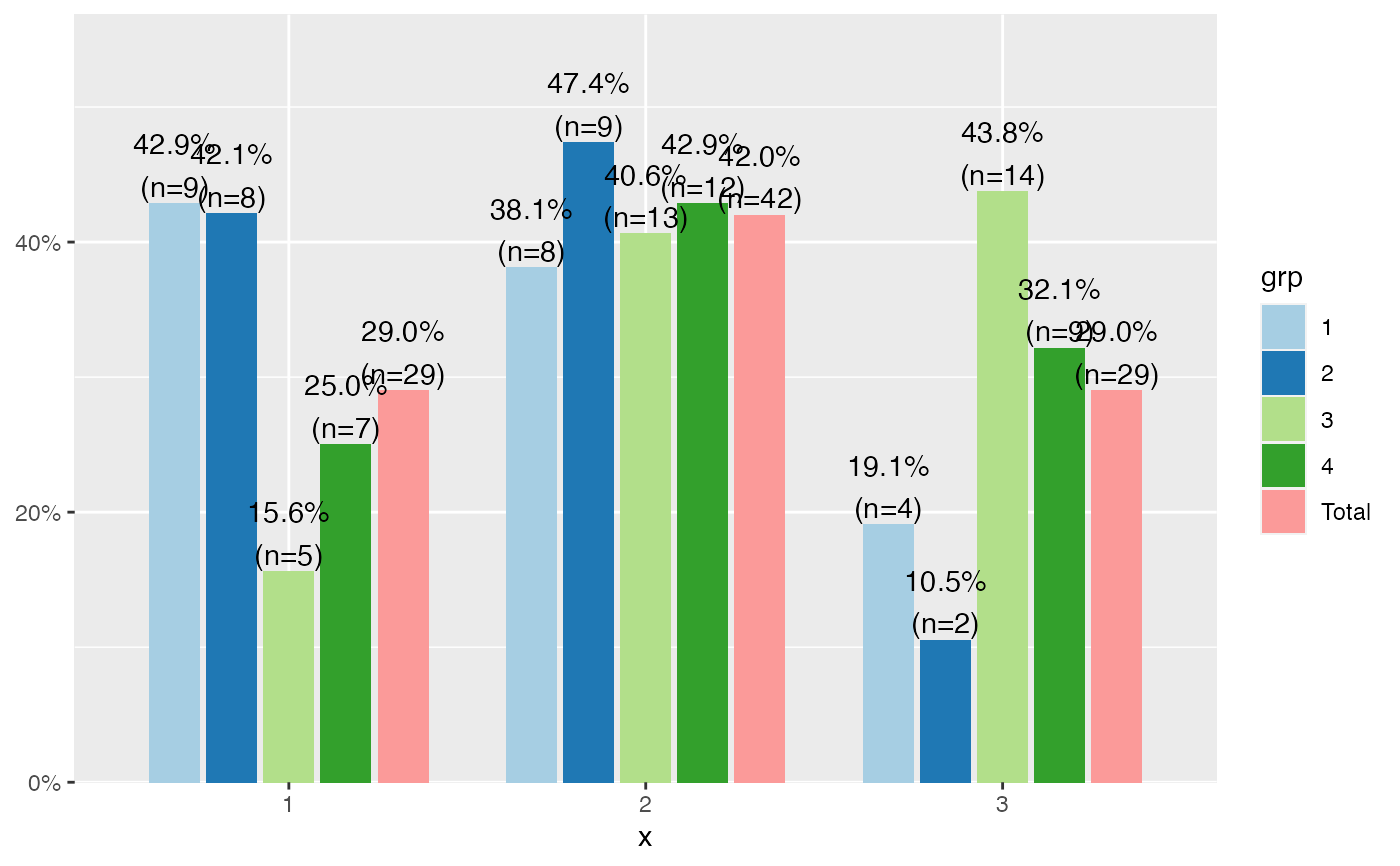 42.9%
(n=9)
42.1%
(n=8)
15.6%
(n=5)
25.0%
(n=7)
29.0%
(n=29)
38.1%
(n=8)
47.4%
(n=9)
40.6%
(n=13)
42.9%
(n=12)
42.0%
(n=42)
19.1%
(n=4)
10.5%
(n=2)
43.8%
(n=14)
32.1%
(n=9)
29.0%
(n=29)
40%
20%
0%
1
2
3
x
grp
1
2
3
4
Total